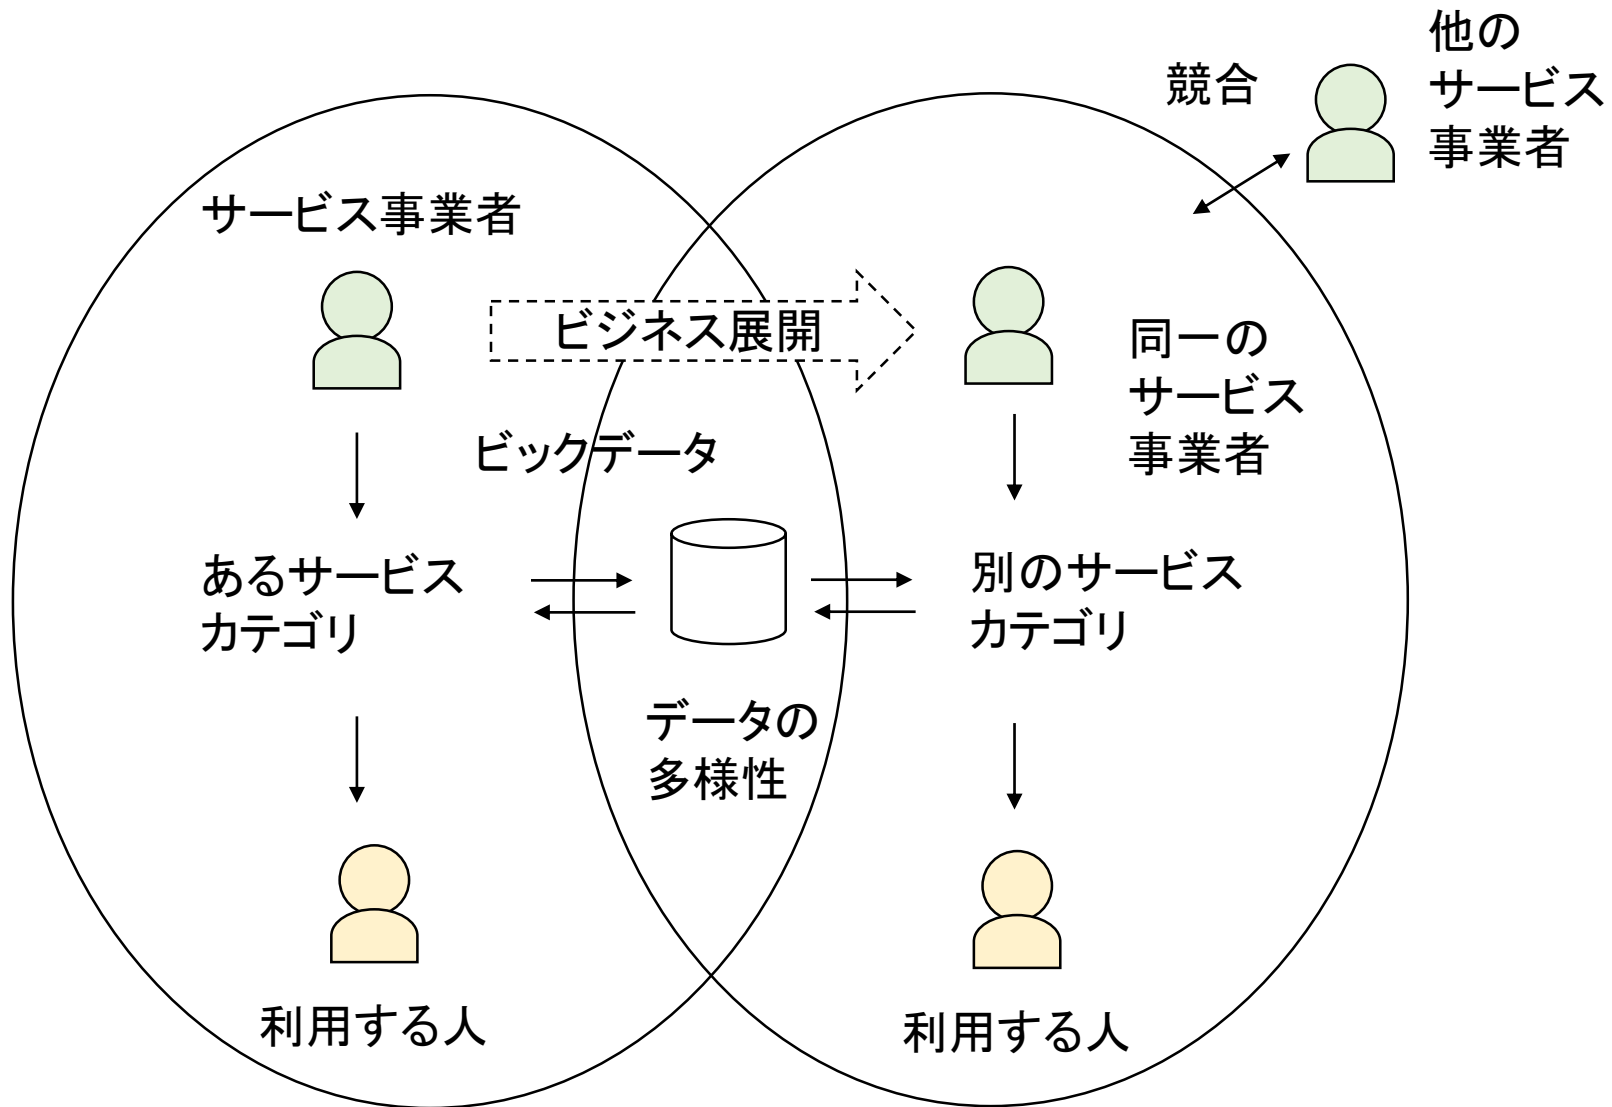 他の
サービス
事業者
競合
サービス事業者
ビジネス展開
同一の
サービス
事業者
ビックデータ
あるサービス
カテゴリ
別のサービス
カテゴリ
データの
多様性
利用する人
利用する人